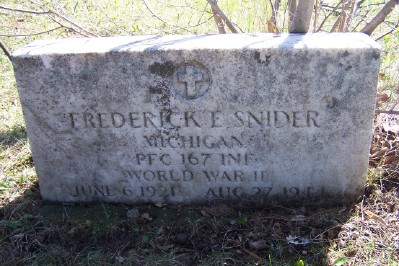 FREDERICK E SNIDER
MICHIGAN
PFC 167 INF
WORLD WAR II
JUNE 6 1921 AUG 27